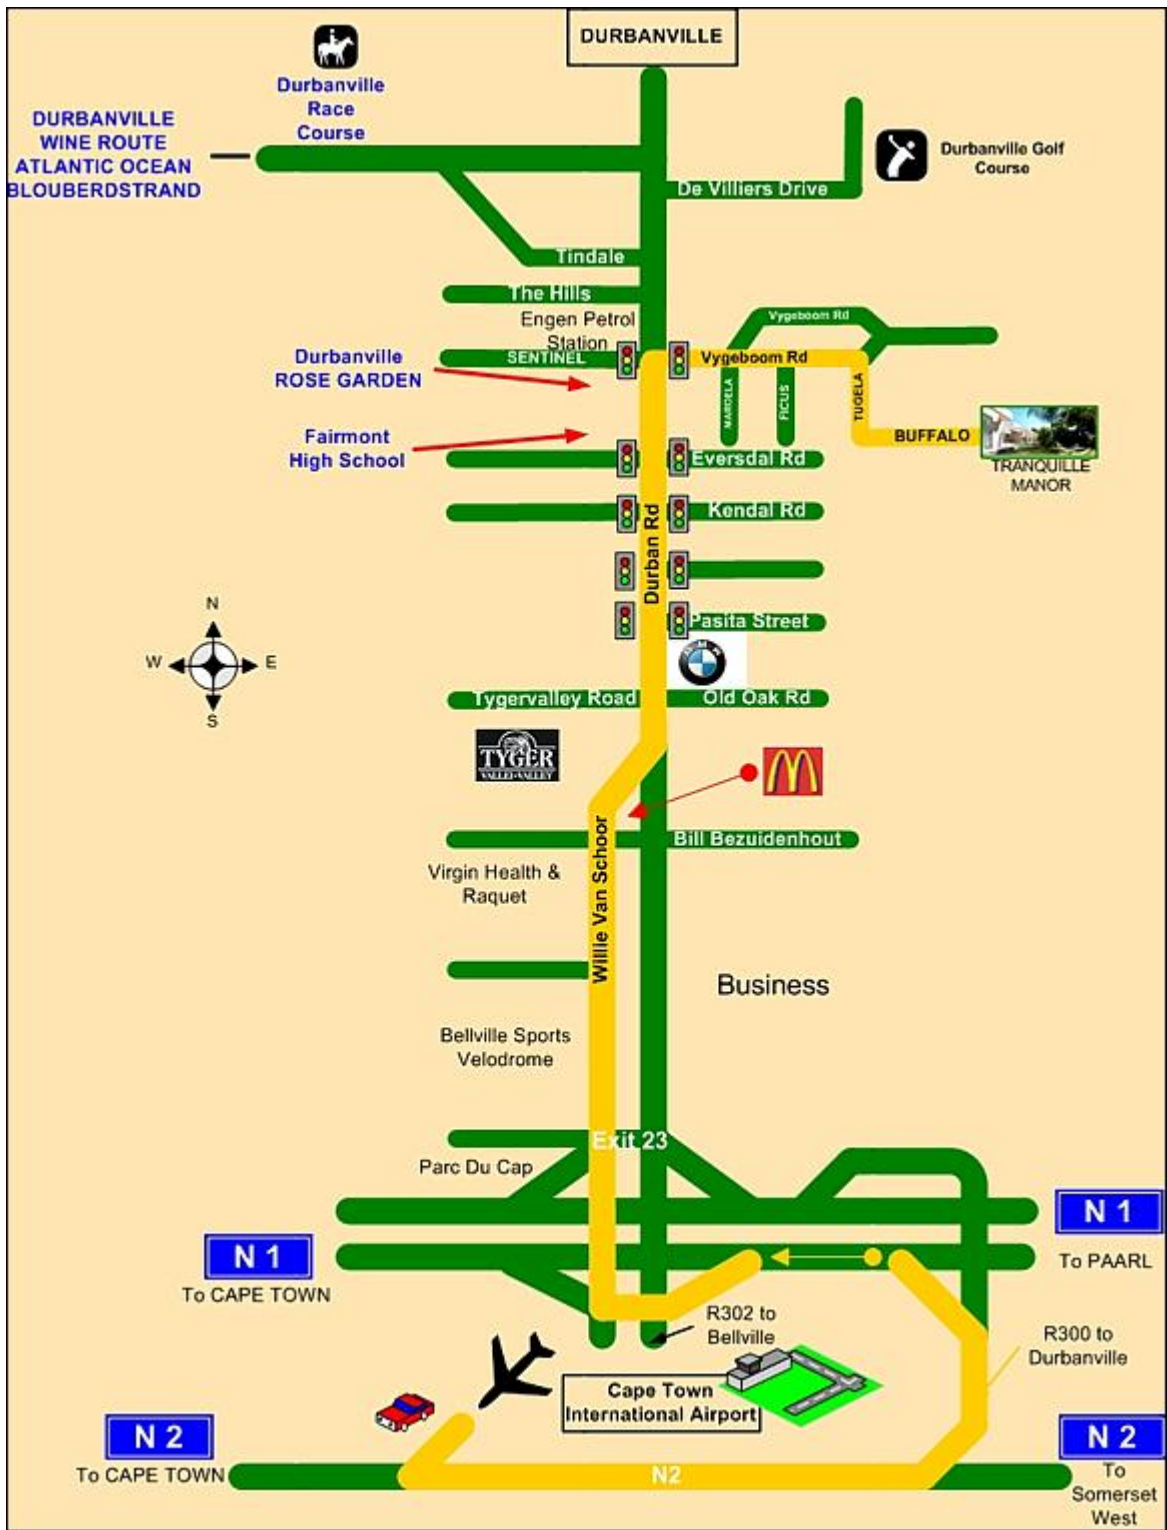 DURBANVILLE
Durbanville
Race
Course
DURBANVILLE
WINE ROUTE
ATLANTIC OCEAN
BLOUBERDSTRAND
Durbanville Golf
Course
De Villiers Drive
Tindale
The Hills
Engen Petrol
Station
SENTINEL
Vygeboom Rd
Vygeboom Rd
Durbanville
ROSE GARDEN
MARDELA
FICUS
TUGELA
BUFFALO
TRANQUILLE
MANOR
Fairmont
High School
Eversdal Rd
Kendal Rd
Durban Rd
Pasita Street
N
W
E
S
BMW
Tygervalley Road
Old Oak Rd
TYGER
VALLEI-VALLEY
M
Bill Bezuidenhout
Willie Van Schoor
Virgin Health &
Raquet
Business
Bellville Sports
Velodrome
Exit 23
Parc Du Cap
N 1
N 1
To CAPE TOWN
To PAARL
R302 to
Bellville
R300 to
Durbanville
Cape Town
International Airport
N 2
To CAPE TOWN
N2
N 2
To
Somerset
West